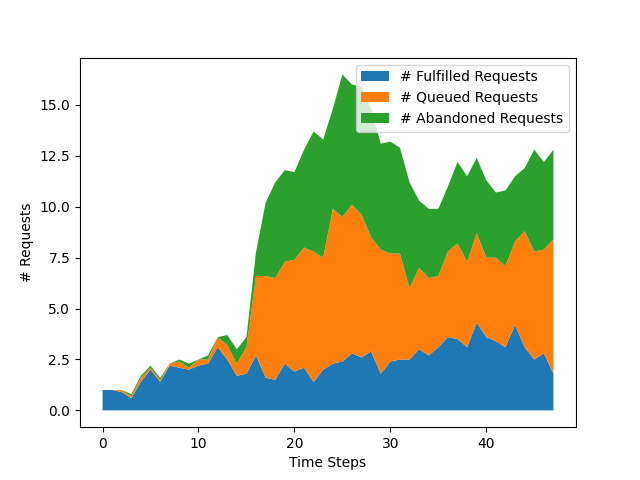 # Fulfilled Requests
# Queued Requests
# Abandoned Requests
15.0
12.5
10.0
7.5
5.0
2.5
0.0
# Requests
0 10 20 30 40
Time Steps